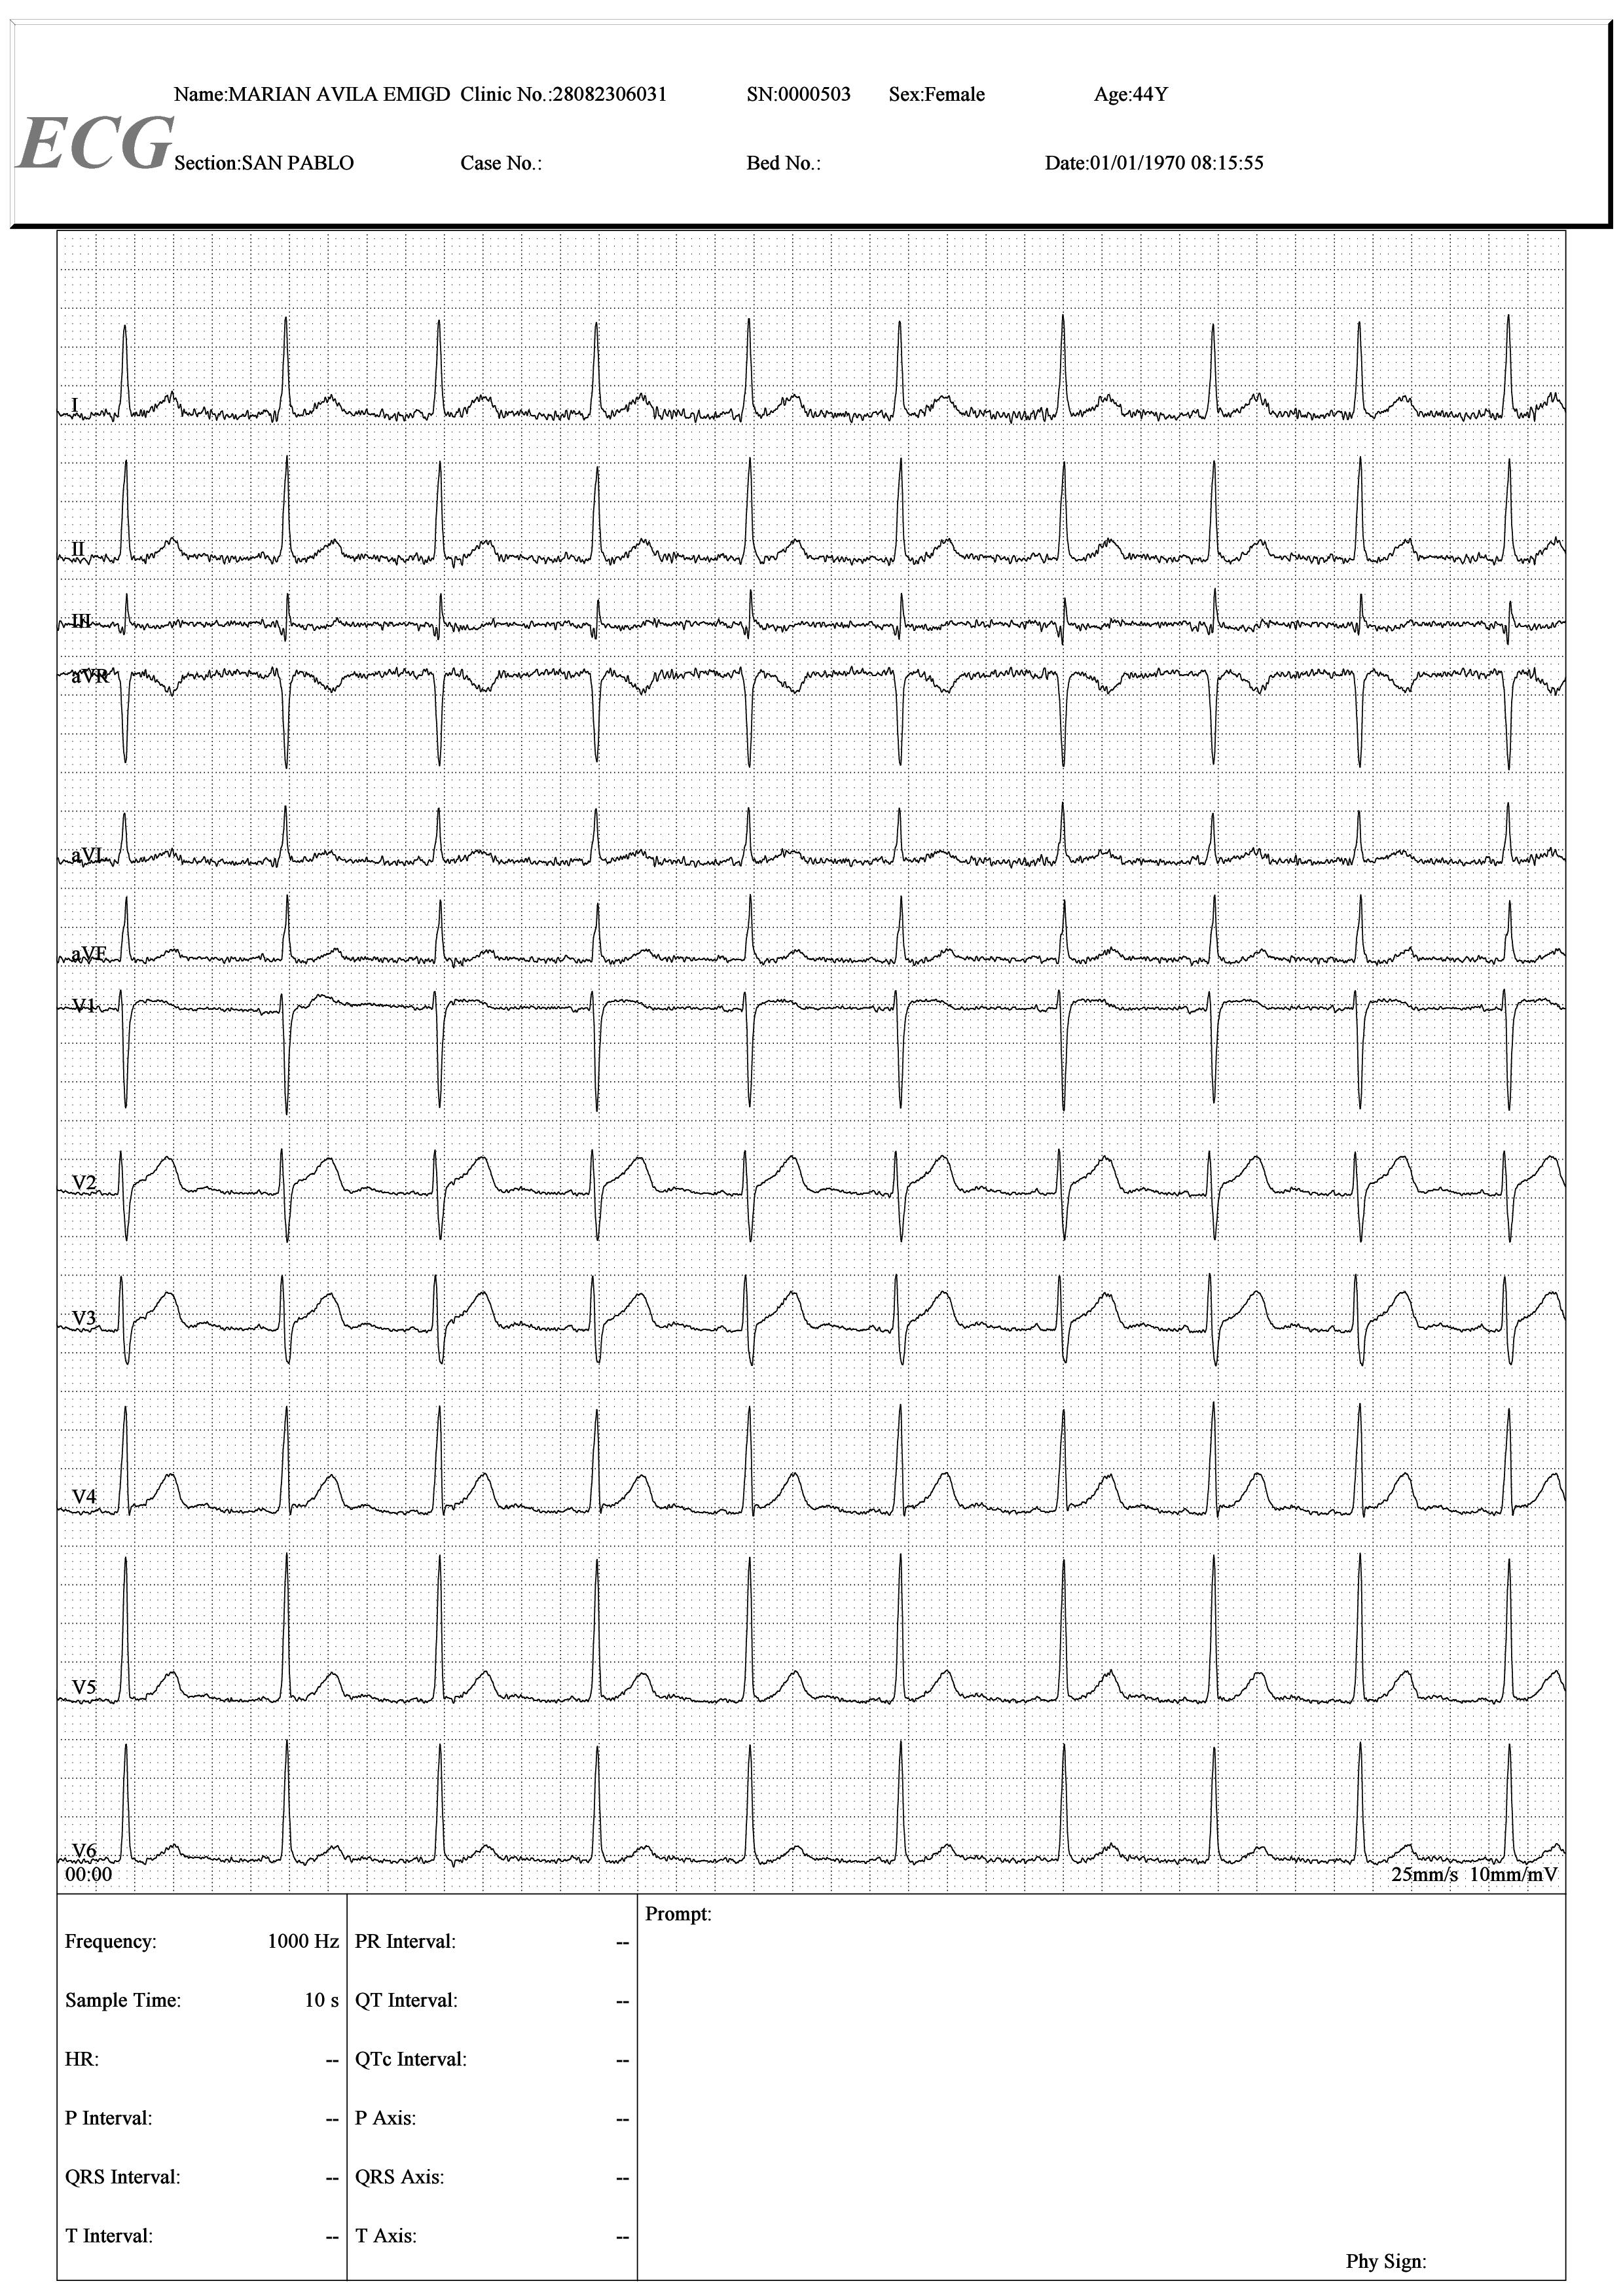 Name:MARIAN AVILA EMIGD Clinic No.:28082306031 SN:0000503 Sex:Female Age:44Y
ECG
Section:SAN PABLO Case No.: Bed No.: Date:01/01/1970 08:15:55
I
II
III
aVR
aVL
aVF
V1
V2
V3
V4
V5
V6
00:00 25mm/s 10mm/mV
Prompt:
Frequency: 1000 Hz PR Interval: --
Sample Time: 10 s QT Interval: --
HR: -- QTc Interval: --
P Interval: -- P Axis: --
QRS Interval: -- QRS Axis: --
T Interval: -- T Axis: --
Phy Sign: